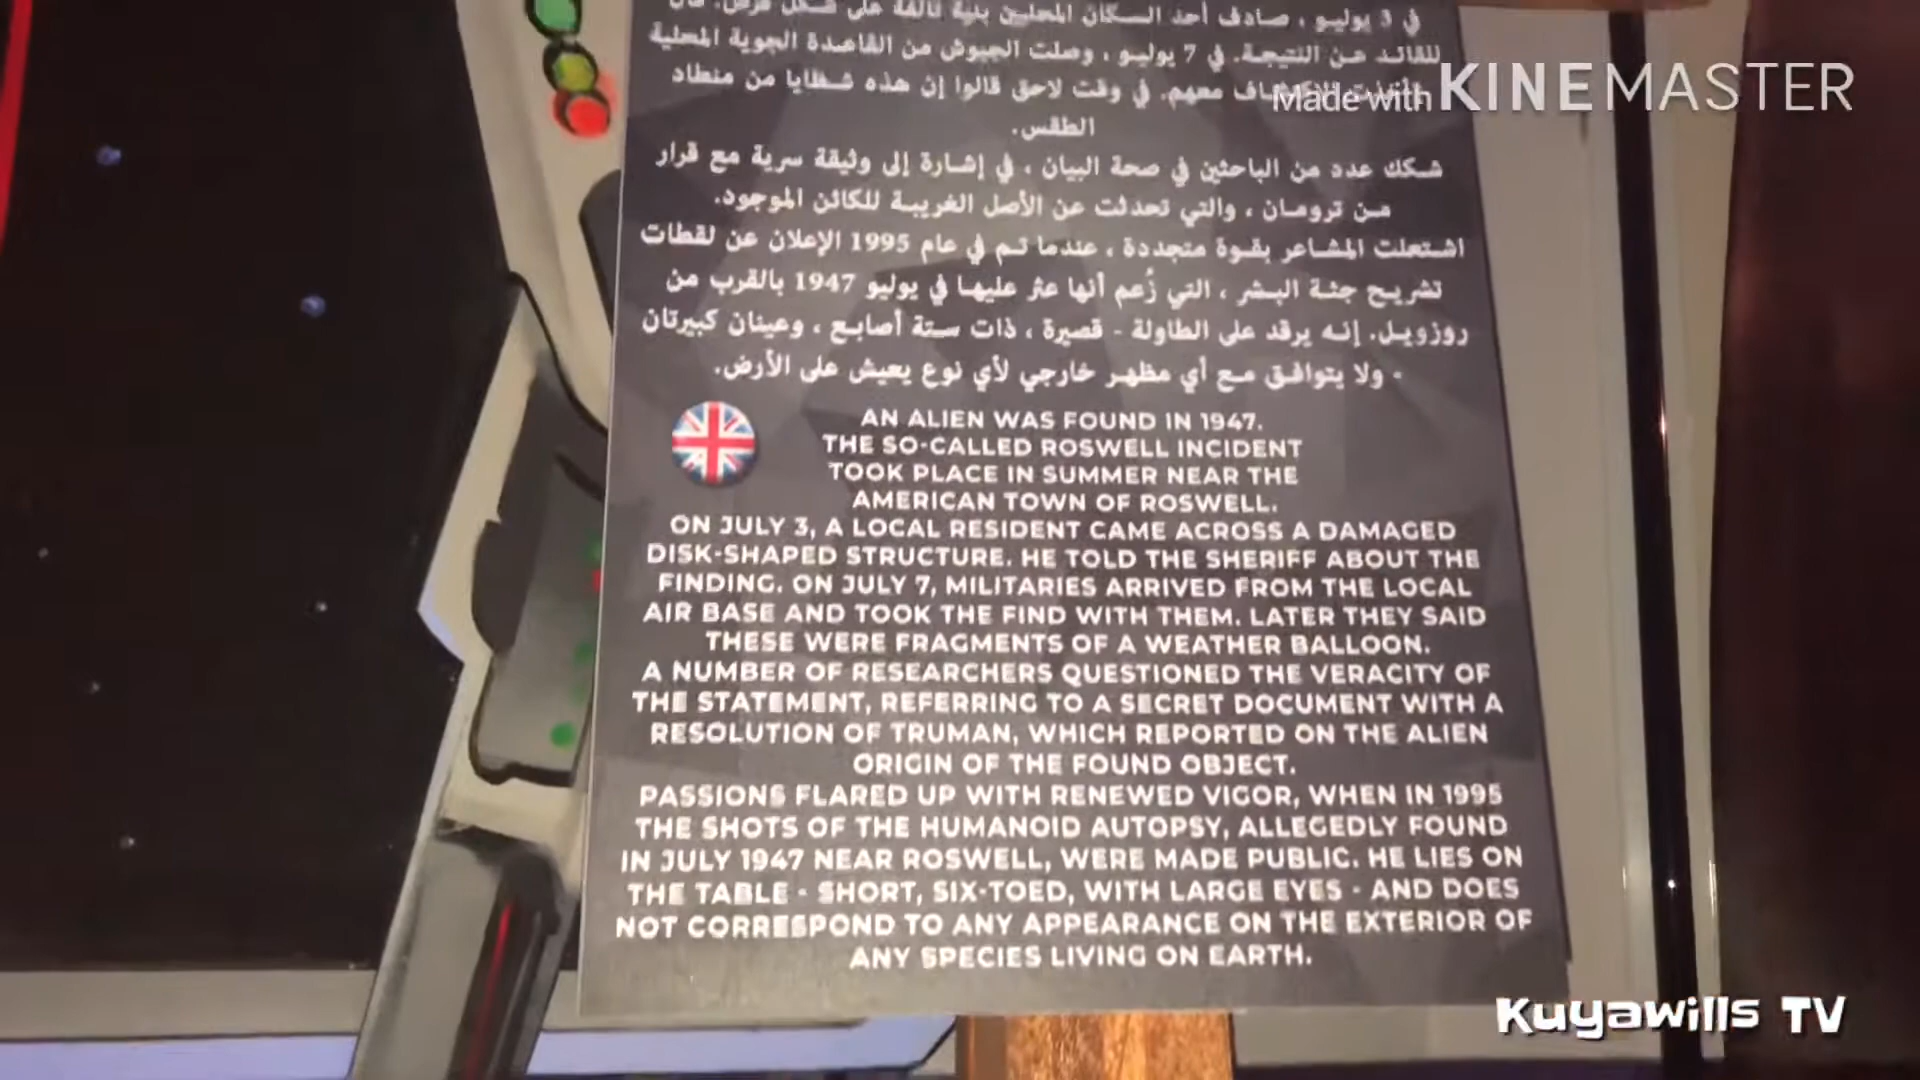 في 3 يوليو ، صادف أحد السكان المحليين بنية تالفة على شكل قرص. قال
للقائد عن النتيجة. في 7 يوليو ، وصلت الجيوش من القاعدة الجوية المحلية
معهم. في وقت لاحق قالوا إن هذه شظايا من منطاد
الطقس.
شكك عدد من الباحثين في صحة البيان ، في إشارة إلى وثيقة سرية مع قرار
من ترومان ، والتي تحدثت عن الأصل الغريبة للكائن الموجود.
اشتعلت المشاعر بقوة متجددة ، عندما تم في عام 1995 الإعلان عن لقطات
تشريح جثة البشر ، التي زُعم أنها عثر عليها في يوليو 1947 بالقرب من
روزويل. إنه يرقد على الطاولة - قصيرة ، ذات ستة أصابع ، وعينان كبيرتان
- ولا يتوافق مع أي مظهر خارجي لأي نوع يعيش على الأرض.
Made with KINEMASTER
AN ALIEN WAS FOUND IN 1947.
THE SO-CALLED ROSWELL INCIDENT
TOOK PLACE IN SUMMER NEAR THE
AMERICAN TOWN OF ROSWELL.
ON JULY 3, A LOCAL RESIDENT CAME ACROSS A DAMAGED
DISK-SHAPED STRUCTURE. HE TOLD THE SHERIFF ABOUT THE
FINDING. ON JULY 7, MILITARIES ARRIVED FROM THE LOCAL
AIR BASE AND TOOK THE FIND WITH THEM. LATER THEY SAID
THESE WERE FRAGMENTS OF A WEATHER BALLOON.
A NUMBER OF RESEARCHERS QUESTIONED THE VERACITY OF
THE STATEMENT, REFERRING TO A SECRET DOCUMENT WITH A
RESOLUTION OF TRUMAN, WHICH REPORTED ON THE ALIEN
ORIGIN OF THE FOUND OBJECT.
PASSIONS FLARED UP WITH RENEWED VIGOR, WHEN IN 1995
THE SHOTS OF THE HUMANOID AUTOPSY, ALLEGEDLY FOUND
IN JULY 1947 NEAR ROSWELL, WERE MADE PUBLIC. HE LIES ON
THE TABLE - SHORT, SIX-TOED, WITH LARGE EYES - AND DOES
NOT CORRESPOND TO ANY APPEARANCE ON THE EXTERIOR OF
ANY SPECIES LIVING ON EARTH.
Kuyawills TV